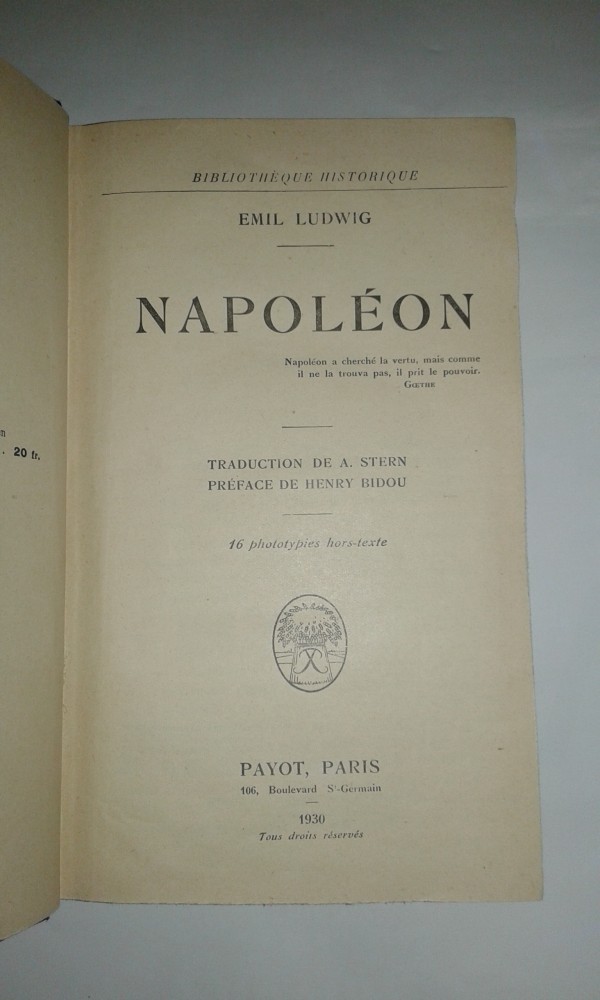 n
. 20 fr.
BIBLIOTHÈQUE HISTORIQUE
EMIL LUDWIG
NAPOLÉON
Napoléon a cherché la vertu, mais comme
il ne la trouva pas, il prit le pouvoir.
GŒTHE
TRADUCTION DE A. STERN
PRÉFACE DE HENRY BIDOU
16 phototypies hors-texte
PAYOT, PARIS
106, Boulevard St-Germain
1930
Tous droits réservés